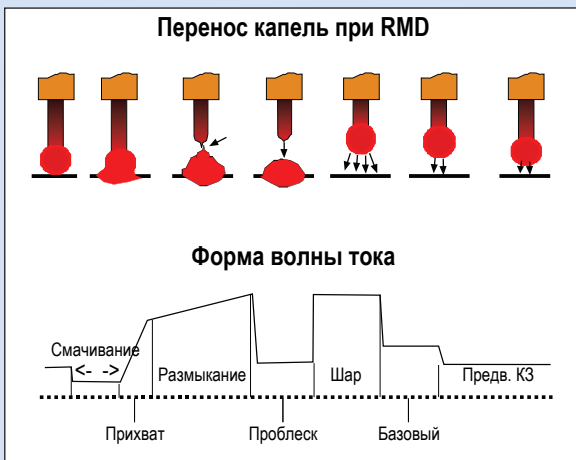 Перенос капель при RMD
Форма волны тока
Смачивание
<- ->
Размыкание
Шар
Предв. КЗ
Прихват
Проблеск
Базовый